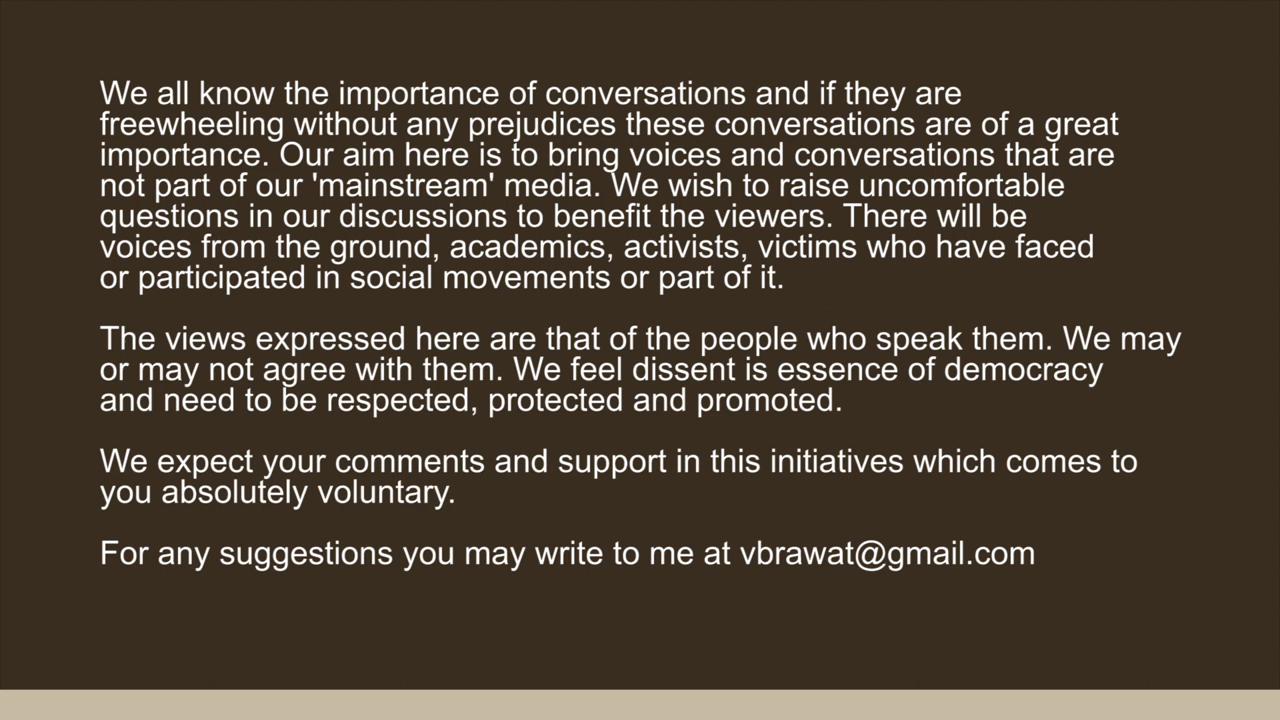 We all know the importance of conversations and if they are
freewheeling without any prejudices these conversations are of a great
importance. Our aim here is to bring voices and conversations that are
not part of our 'mainstream' media. We wish to raise uncomfortable
questions in our discussions to benefit the viewers. There will be
voices from the ground, academics, activists, victims who have faced
or participated in social movements or part of it.
The views expressed here are that of the people who speak them. We may
or may not agree with them. We feel dissent is essence of democracy
and need to be respected, protected and promoted.
We expect your comments and support in this initiatives which comes to
you absolutely voluntary.
For any suggestions you may write to me at vbrawat@gmail.com